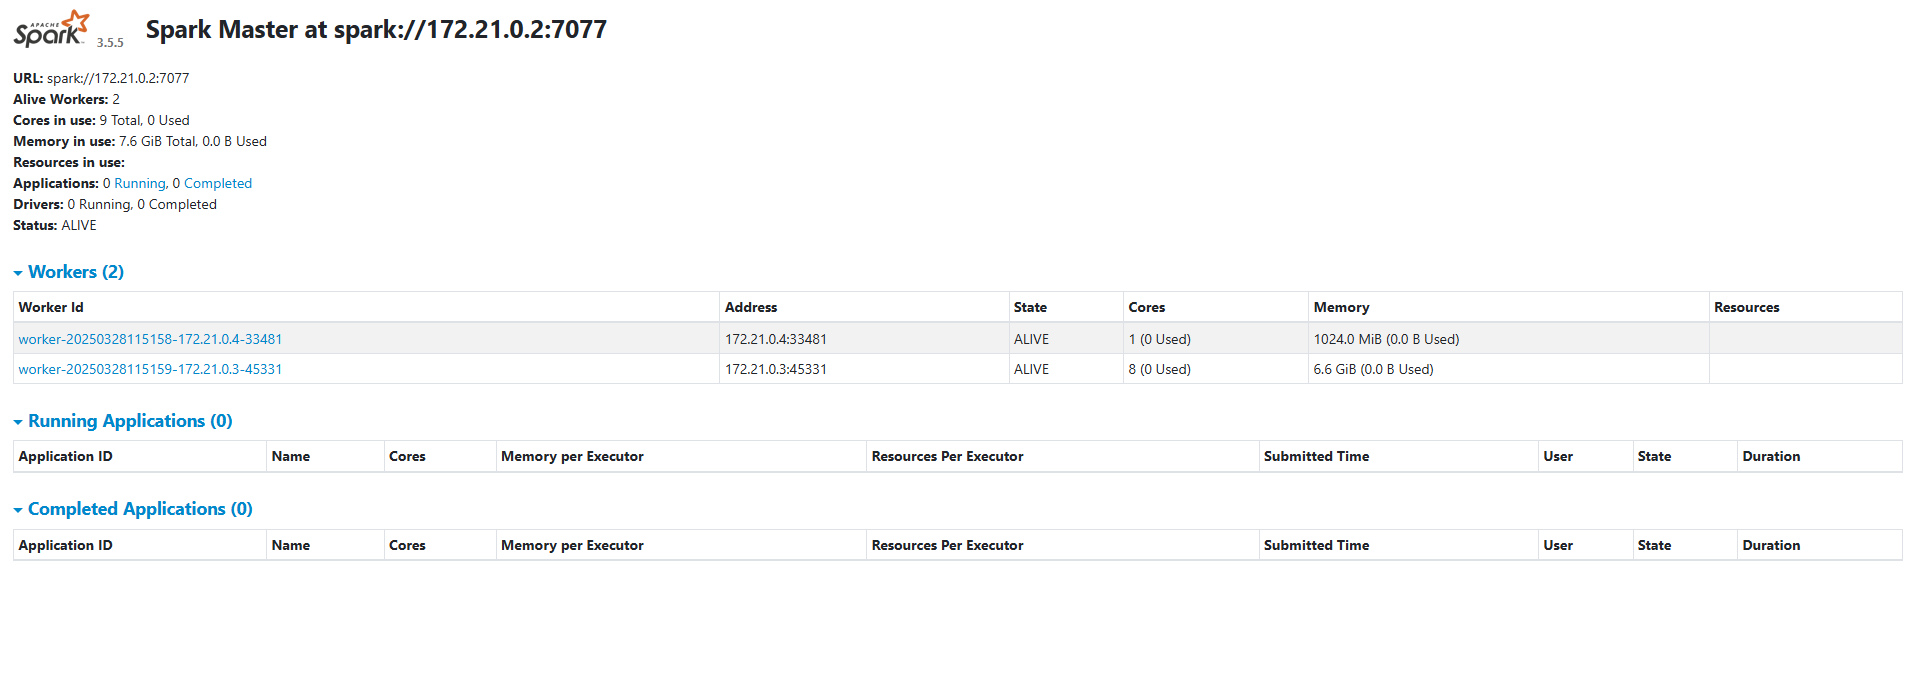 APACHE
Spark 3.5.5 Spark Master at spark://172.21.0.2:7077
URL: spark://172.21.0.2:7077
Alive Workers: 2
Cores in use: 9 Total, 0 Used
Memory in use: 7.6 GiB Total, 0.0 B Used
Resources in use:
Applications: 0 Running, 0 Completed
Drivers: 0 Running, 0 Completed
Status: ALIVE
Workers (2)
Worker Id Address State Cores Memory Resources
worker-20250328115158-172.21.0.4-33481 172.21.0.4:33481 ALIVE 1 (0 Used) 1024.0 MiB (0.0 B Used)
worker-20250328115159-172.21.0.3-45331 172.21.0.3:45331 ALIVE 8 (0 Used) 6.6 GiB (0.0 B Used)
Running Applications (0)
Application ID Name Cores Memory per Executor Resources Per Executor Submitted Time User State Duration
Completed Applications (0)
Application ID Name Cores Memory per Executor Resources Per Executor Submitted Time User State Duration